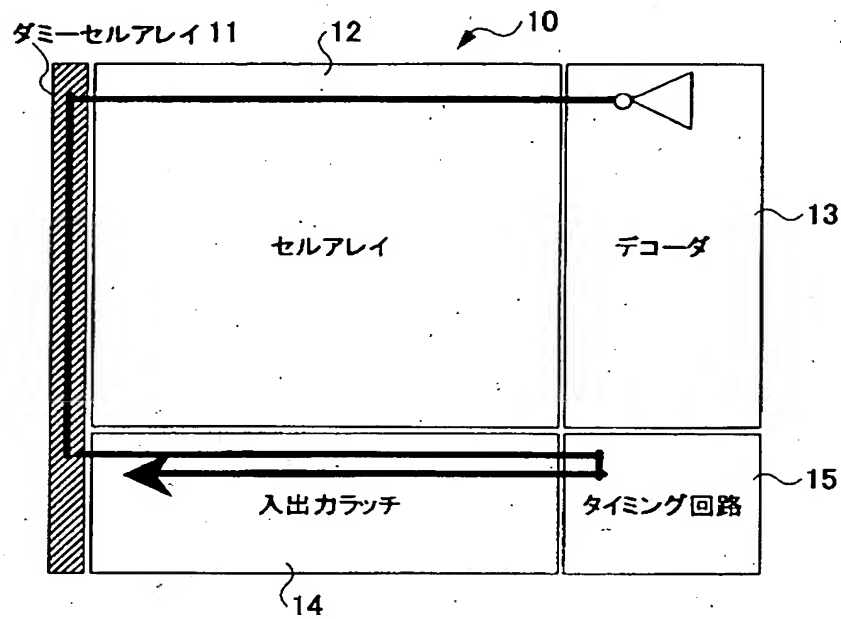 ダミーセルアレイ 11
12
10
セルアレイ
デコーダ
13
入出力ラッチ
タイミング回路
15
14